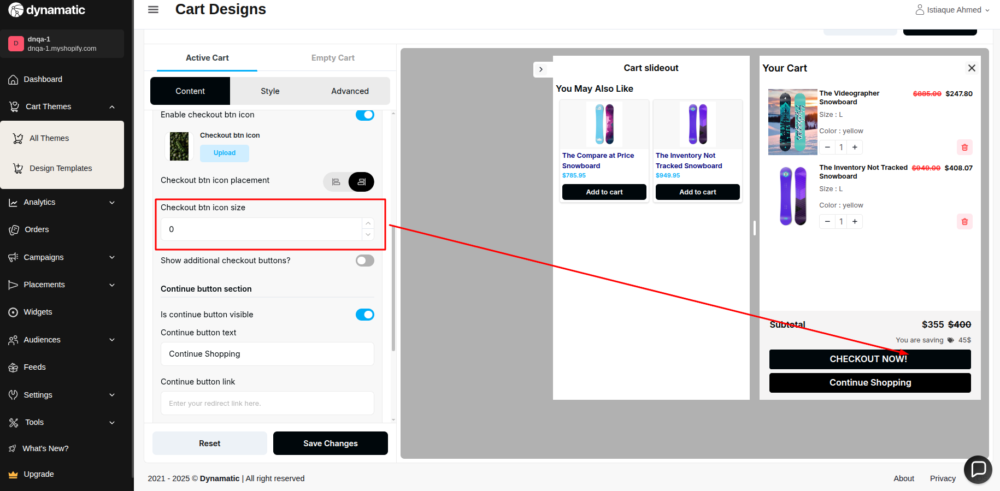 dynamatic
Cart Designs
Istiaque Ahmed
D
dnqa-1
dnqa-1.myshopify.com
Dashboard
Cart Themes
All Themes
Design Templates
Analytics
Orders
Campaigns
Placements
Widgets
Audiences
Feeds
Settings
Tools
What's New?
Upgrade
Active Cart
Empty Cart
Content
Style
Advanced
Enable checkout btn icon
Checkout btn icon
Upload
Checkout btn icon placement
Checkout btn icon size
0
Show additional checkout buttons?
Continue button section
Is continue button visible
Continue button text
Continue Shopping
Continue button link
Enter your redirect link here.
Reset
Save Changes
Cart slideout
You May Also Like
The Compare at Price
Snowboard
$785.95
Add to cart
The Inventory Not
Tracked Snowboard
$949.95
Add to cart
Your Cart
The Videographer
Snowboard
$885.00 $247.80
Size : L
Color : yellow
1
The Inventory Not Tracked
Snowboard
$949.00 $408.07
Size : L
Color : yellow
1
Subtotal
$355 $400
You are saving 45$
CHECKOUT NOW!
Continue Shopping
2021 - 2025 © Dynamatic | All right reserved
About
Privacy